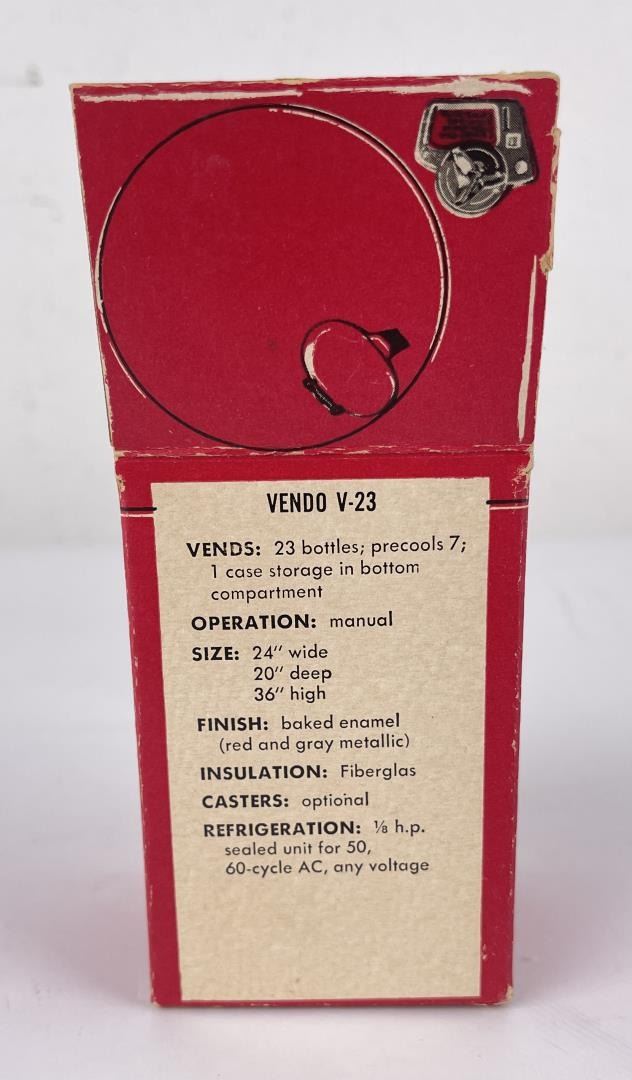 VENDO V-23
VENDS: 23 bottles; precools 7;
1 case storage in bottom
compartment
OPERATION: manual
SIZE: 24″ wide
20″ deep
36″ high
FINISH: baked enamel
(red and gray metallic)
INSULATION: Fiberglas
CASTERS: optional
REFRIGERATION: ⅛ h.p.
sealed unit for 50,
60-cycle AC, any voltage